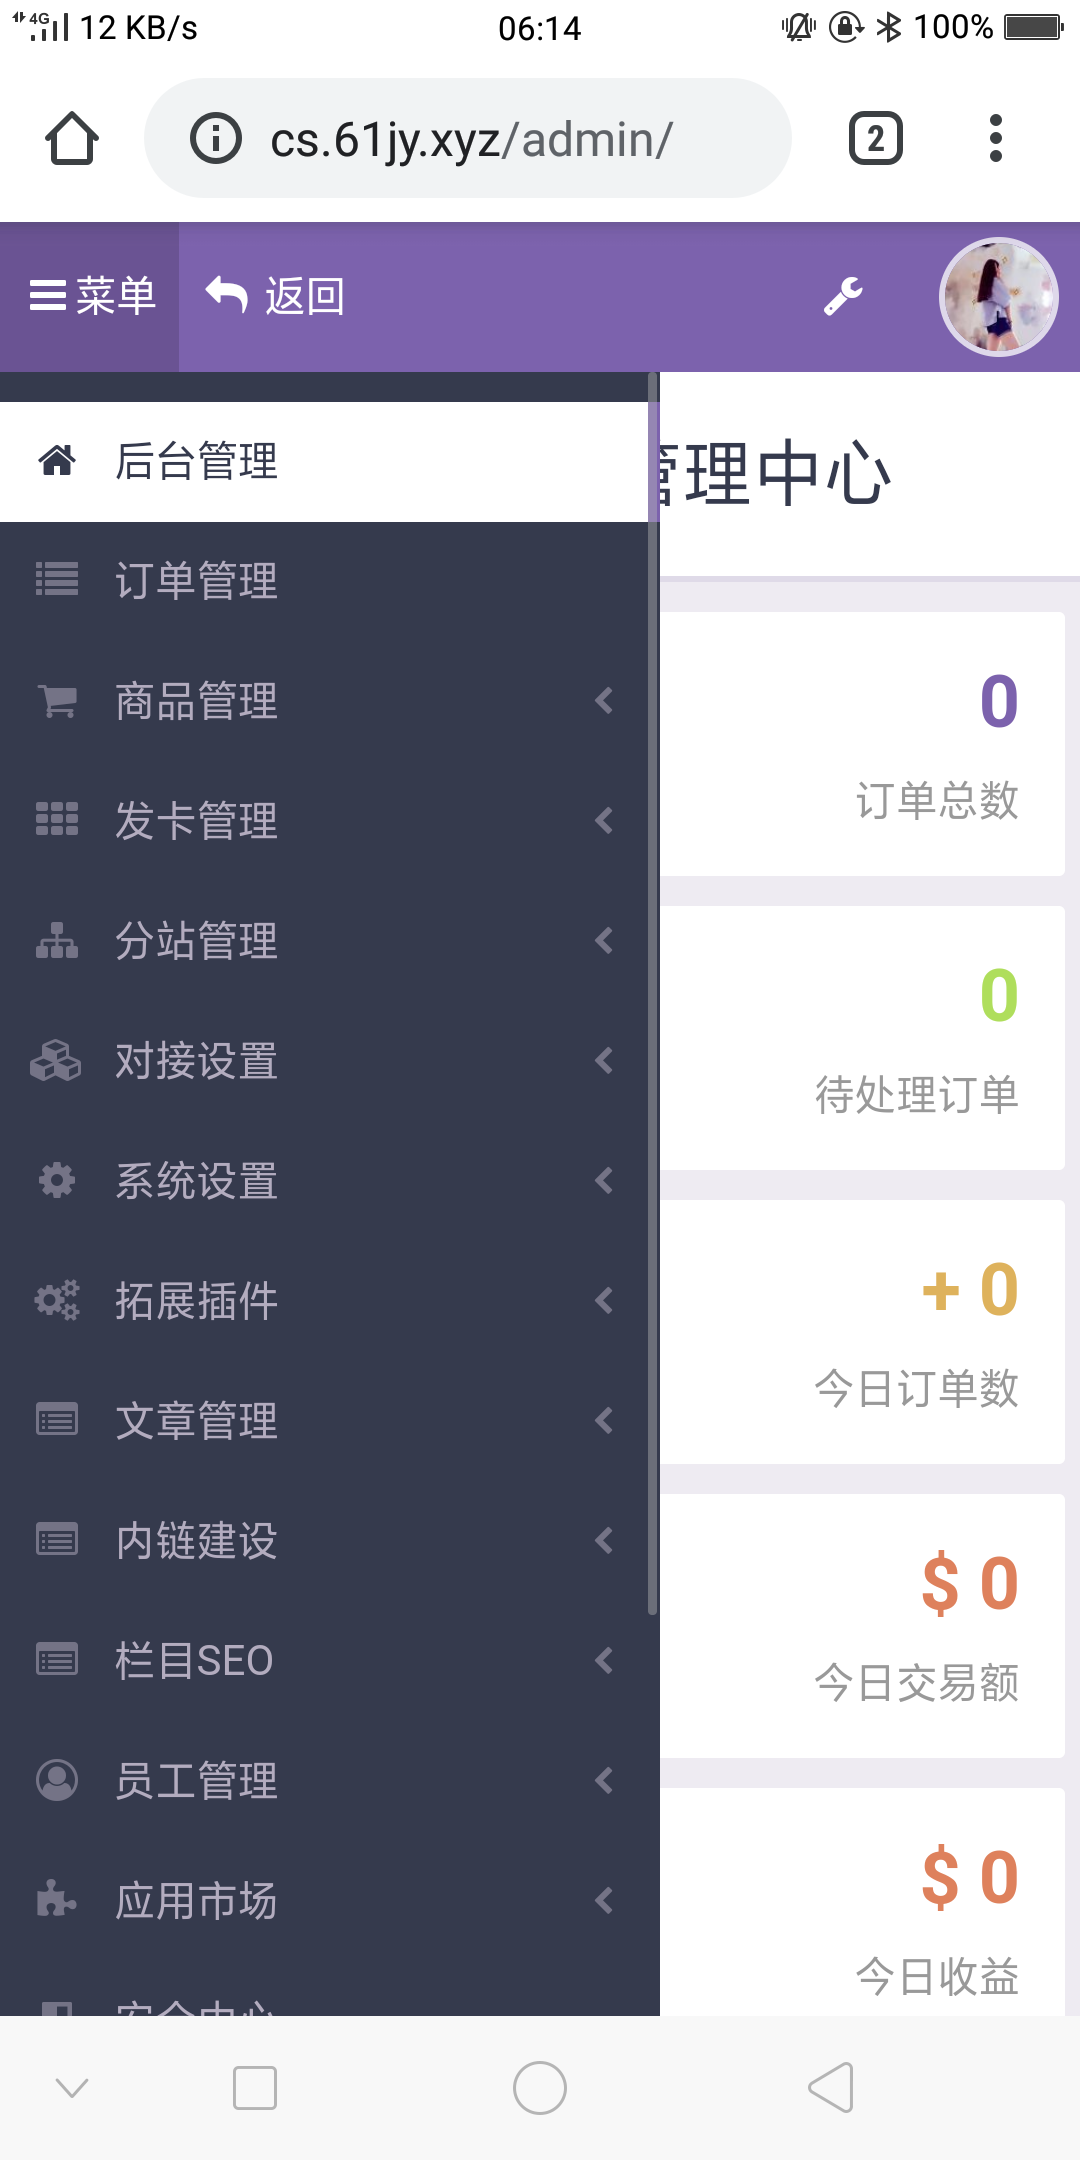 4G 12 KB/s 06:14 100%
cs.61jy.xyz/admin/ 2
菜单 返回
后台管理
管理中心
订单管理
商品管理
发卡管理
分站管理
对接设置
系统设置
拓展插件
文章管理
内链建设
栏目SEO
员工管理
应用市场
安全中心
0
订单总数
0
待处理订单
+ 0
今日订单数
$ 0
今日交易额
$ 0
今日收益